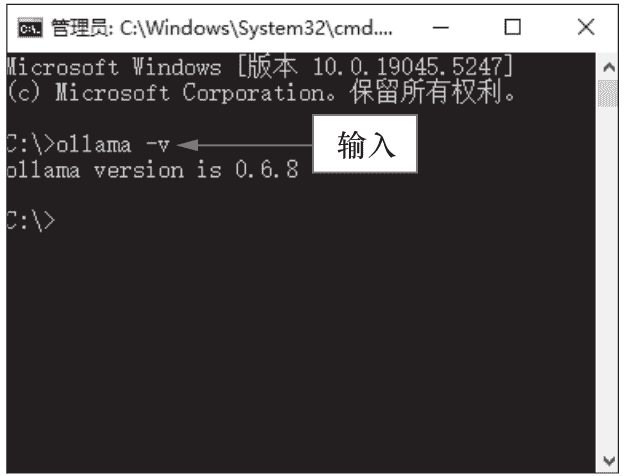 管理员: C:\Windows\System32\cmd....
Microsoft Windows [版本 10.0.19045.5247]
(c) Microsoft Corporation。保留所有权利。
C:\>ollama -v
输入
ollama version is 0.6.8
C:\>